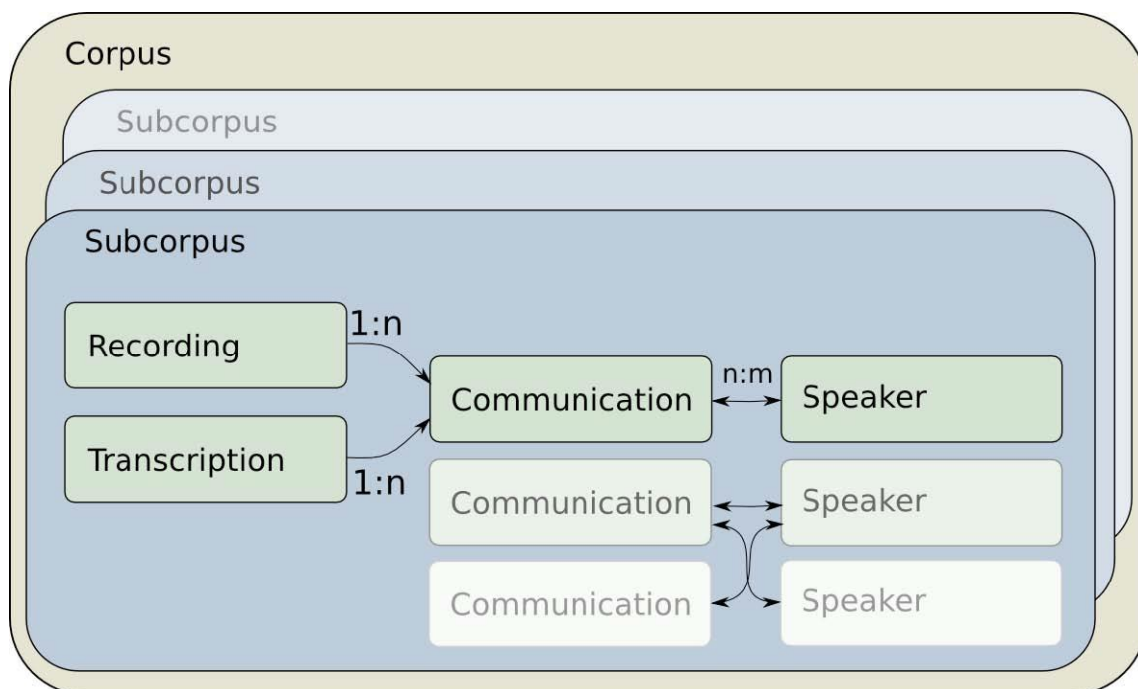 Corpus
Subcorpus
Subcorpus
Subcorpus
Recording
1:n
Transcription
1:n
Communication
n:m
Speaker
Communication
Speaker
Communication
Speaker